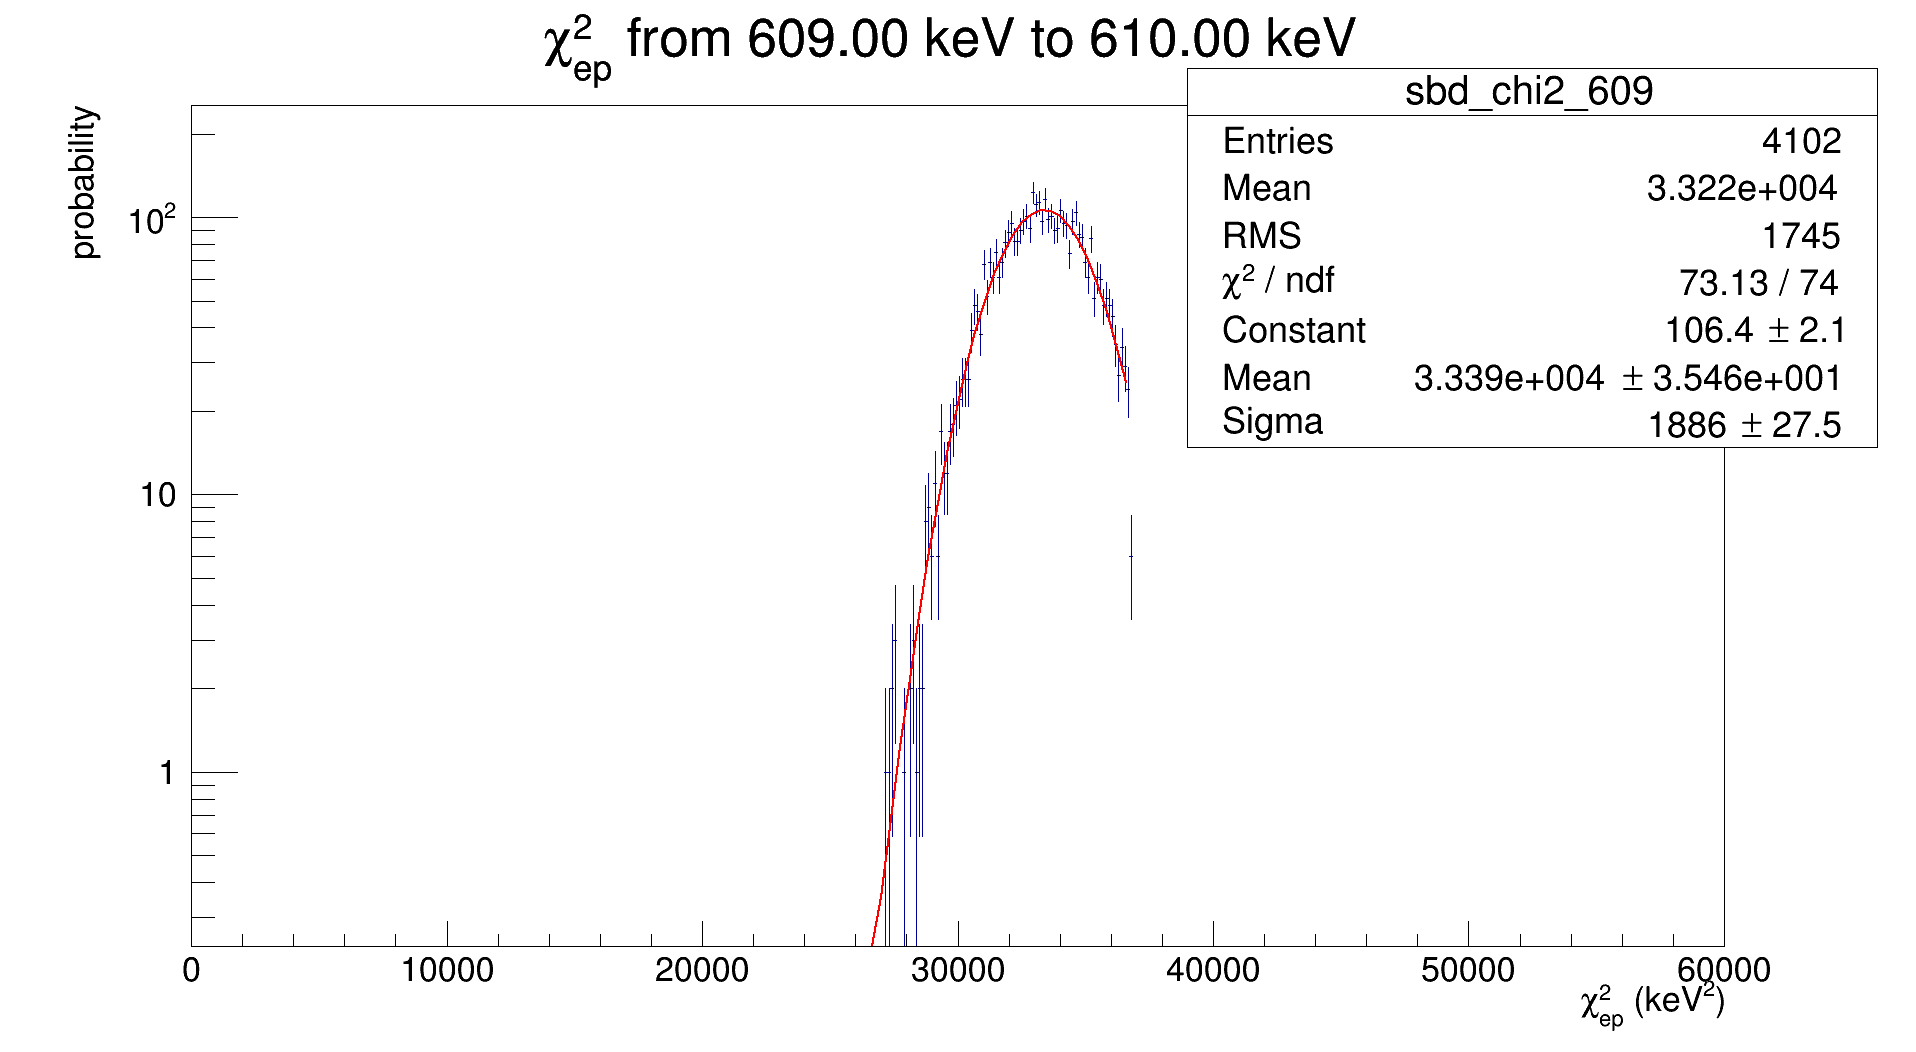 χ²ep from 609.00 keV to 610.00 keV
sbd_chi2_609
Entries 4102
Mean 3.322e+004
RMS 1745
χ² / ndf 73.13 / 74
Constant 106.4 ± 2.1
Mean 3.339e+004 ± 3.546e+001
Sigma 1886 ± 27.5
probability
10²
10
1
0 10000 20000 30000 40000 50000 60000
χ²ep (keV²)